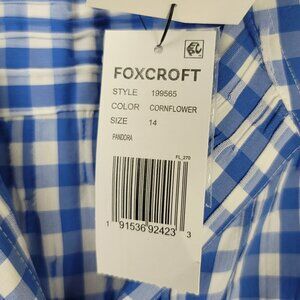 FOXCROFT
STYLE 199565
COLOR CORNFLOWER
SIZE 14
PANDORA
FL_270
1 91536 92423 3